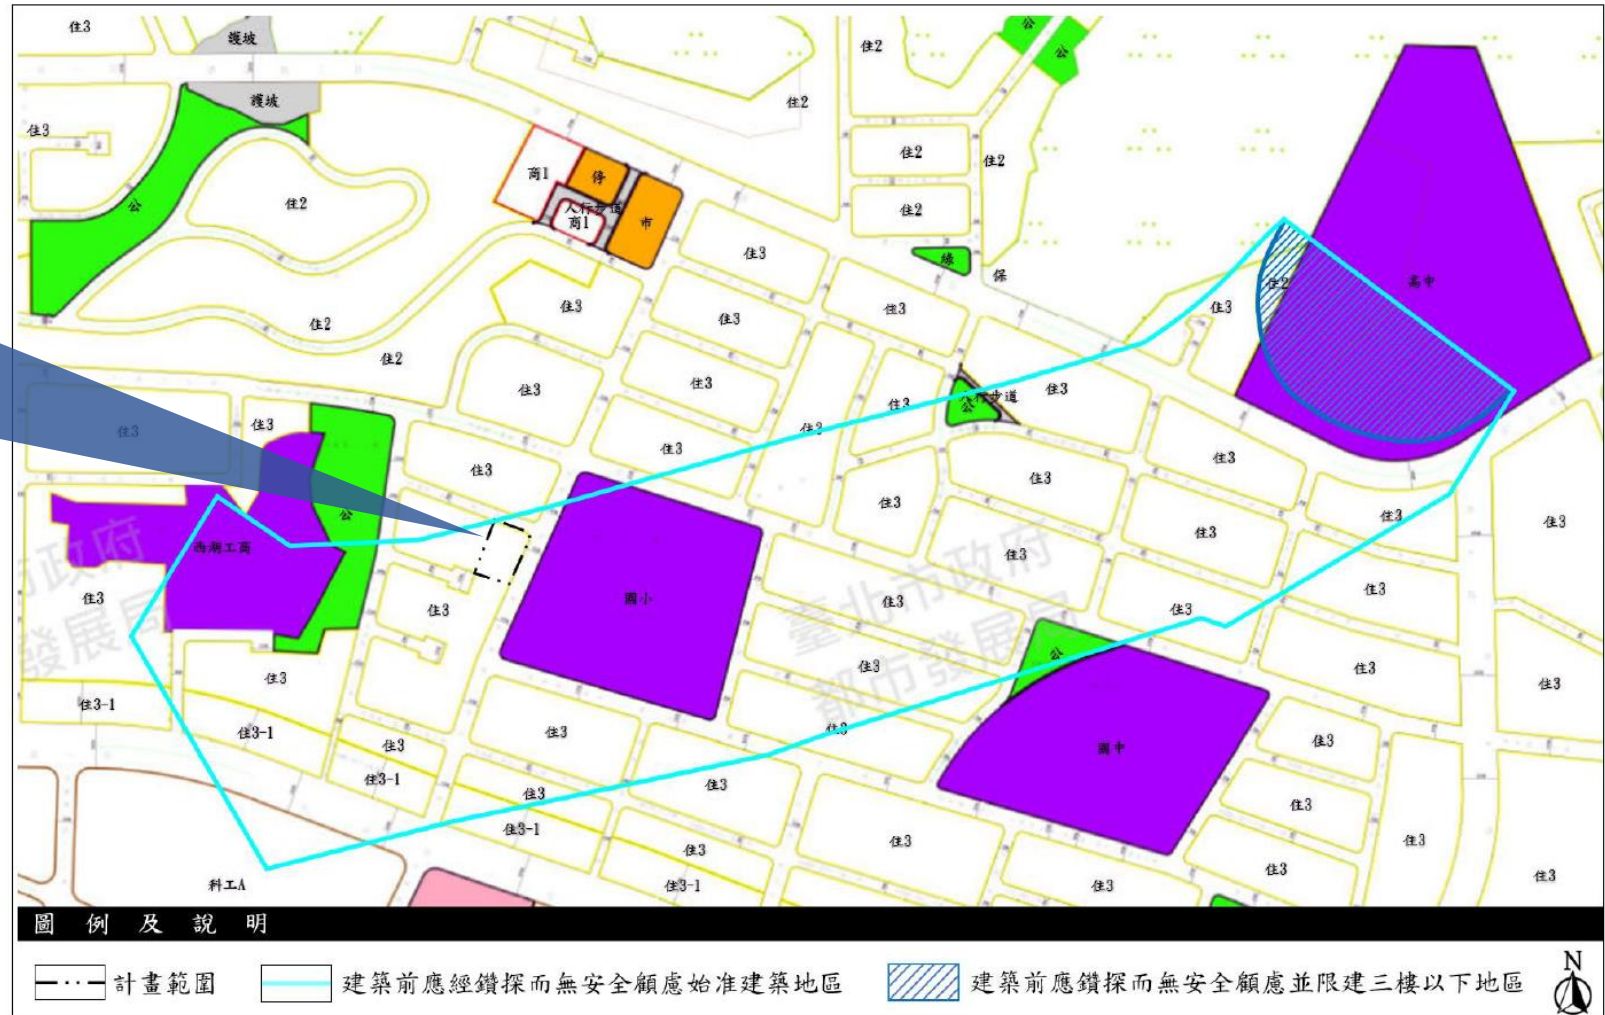 住3
護坡
公
公
住2
護坡
住2
住3
住2
住2
商1
停
住2
公
人行步道
商1
市
住2
住3
綠
保
高中
住2
住3
住3
住3
住3
住2
住2
住3
住3
住3
住3
人行步道
公
住3
住3
住3
住3
住3
住3
住3
住3
住3
住3
公
住3
住3
住3
住3
西湖工商
住3
市政府
臺北市政府
住3
國小
住3
住3
住3
住3
發展局
都市發展局
公
住3
住3
住3
住3
住3-1
住3-1
住3
住3
住3
國中
住3
住3-1
住3
住3
住3
住3-1
住3
住3
住3
住3
住3
科工A
住3-1
住3
住3
圖例及說明
計畫範圍
建築前應經鑽探而無安全顧慮始准建築地區
建築前應鑽探而無安全顧慮並限建三樓以下地區
N